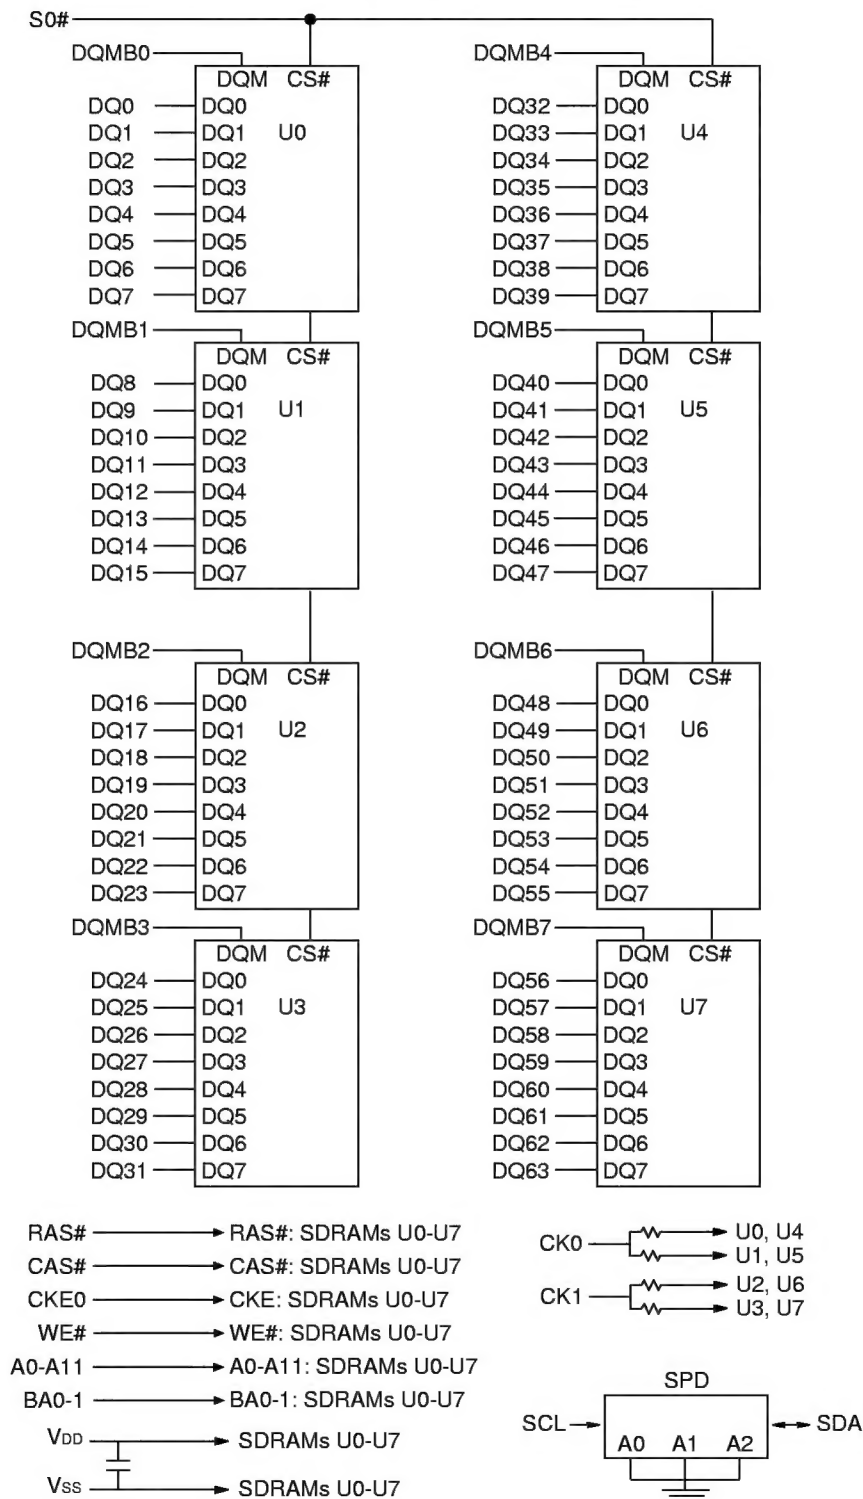 S0#
DQMB0
DQM CS#
DQ0 DQ0
DQ1 DQ1 U0
DQ2 DQ2
DQ3 DQ3
DQ4 DQ4
DQ5 DQ5
DQ6 DQ6
DQ7 DQ7
DQMB1
DQM CS#
DQ8 DQ0
DQ9 DQ1 U1
DQ10 DQ2
DQ11 DQ3
DQ12 DQ4
DQ13 DQ5
DQ14 DQ6
DQ15 DQ7
DQMB2
DQM CS#
DQ16 DQ0
DQ17 DQ1 U2
DQ18 DQ2
DQ19 DQ3
DQ20 DQ4
DQ21 DQ5
DQ22 DQ6
DQ23 DQ7
DQMB3
DQM CS#
DQ24 DQ0
DQ25 DQ1 U3
DQ26 DQ2
DQ27 DQ3
DQ28 DQ4
DQ29 DQ5
DQ30 DQ6
DQ31 DQ7
DQMB4
DQM CS#
DQ32 DQ0
DQ33 DQ1 U4
DQ34 DQ2
DQ35 DQ3
DQ36 DQ4
DQ37 DQ5
DQ38 DQ6
DQ39 DQ7
DQMB5
DQM CS#
DQ40 DQ0
DQ41 DQ1 U5
DQ42 DQ2
DQ43 DQ3
DQ44 DQ4
DQ45 DQ5
DQ46 DQ6
DQ47 DQ7
DQMB6
DQM CS#
DQ48 DQ0
DQ49 DQ1 U6
DQ50 DQ2
DQ51 DQ3
DQ52 DQ4
DQ53 DQ5
DQ54 DQ6
DQ55 DQ7
DQMB7
DQM CS#
DQ56 DQ0
DQ57 DQ1 U7
DQ58 DQ2
DQ59 DQ3
DQ60 DQ4
DQ61 DQ5
DQ62 DQ6
DQ63 DQ7
RAS# RAS#: SDRAMs U0-U7
CAS# CAS#: SDRAMs U0-U7
CKE0 CKE: SDRAMs U0-U7
WE# WE#: SDRAMs U0-U7
A0-A11 A0-A11: SDRAMs U0-U7
BA0-1 BA0-1: SDRAMs U0-U7
VDD SDRAMs U0-U7
VSS SDRAMs U0-U7
CK0
U0, U4
U1, U5
CK1
U2, U6
U3, U7
SPD
SCL SDA
A0 A1 A2